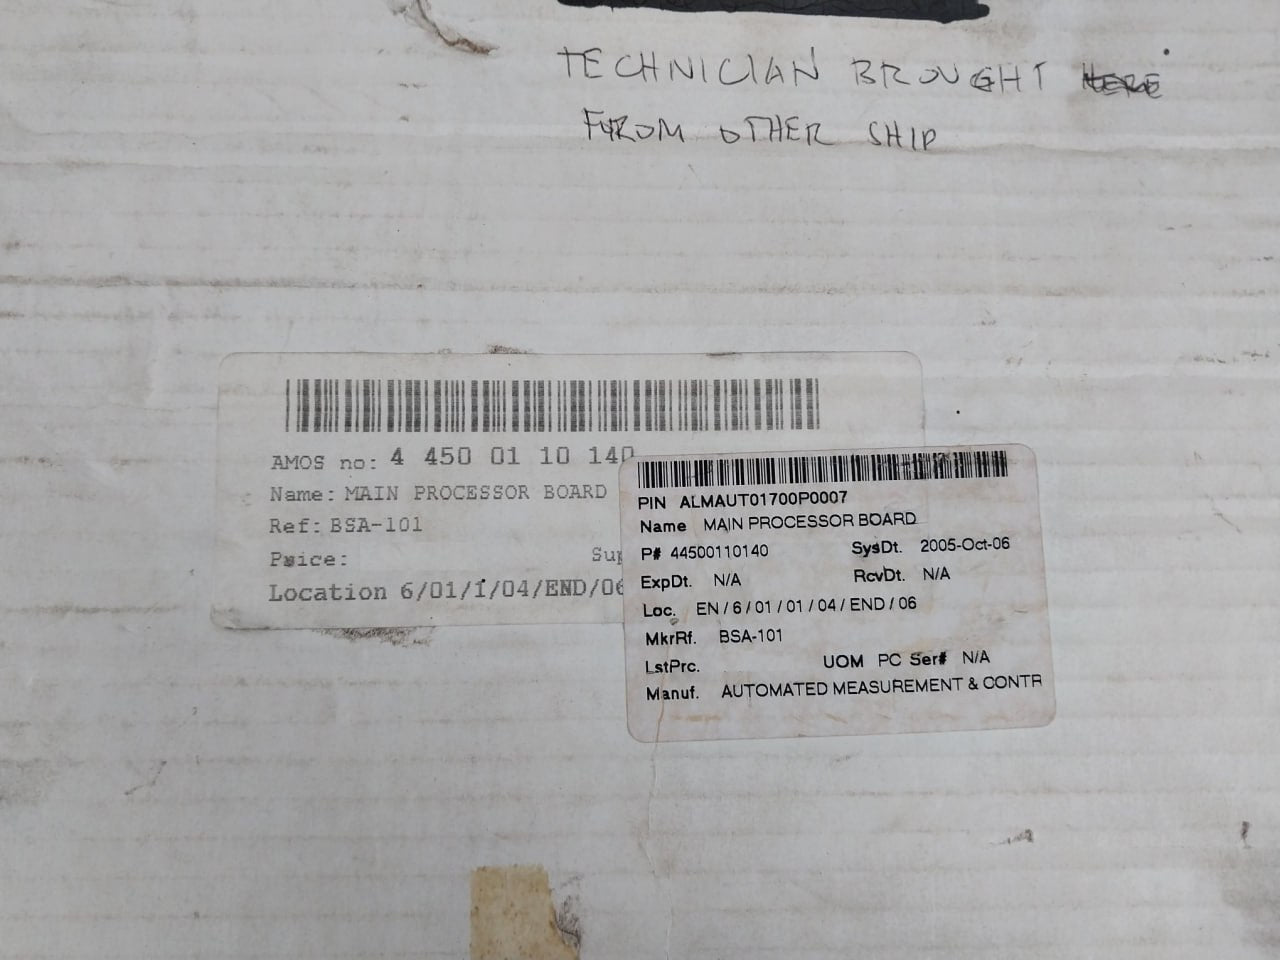 TECHNICIAN BROUGHT HERE
FROM OTHER SHIP
AMOS no: 4 450 01 10 140
Name: MAIN PROCESSOR BOARD
Ref: BSA-101
Price: Sup
Location 6/01/1/04/END/06
PIN ALMAUT01700P0007
Name MAIN PROCESSOR BOARD
P# 44500110140 SysDt. 2005-Oct-06
ExpDt. N/A RcvDt. N/A
Loc. EN / 6 / 01 / 01 / 04 / END / 06
MkrRf. BSA-101
LstPrc. UOM PC Ser# N/A
Manuf. AUTOMATED MEASUREMENT & CONTR